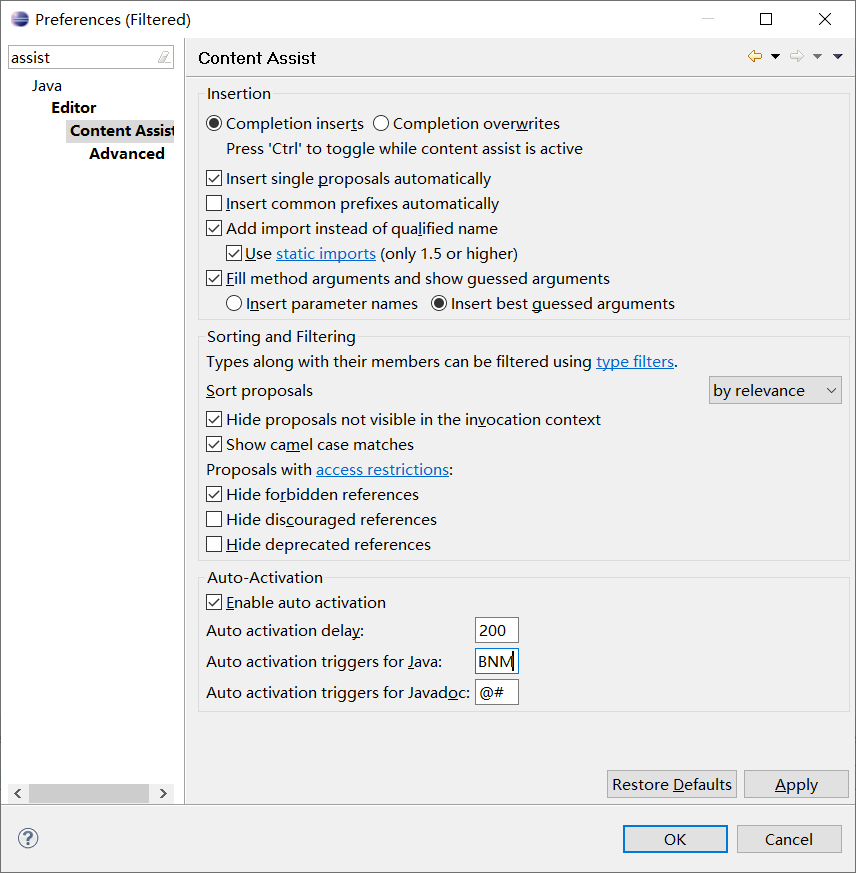 Preferences (Filtered)
assist
Java
Editor
Content Assist
Advanced
Content Assist
Insertion
Completion inserts Completion overwrites
Press 'Ctrl' to toggle while content assist is active
Insert single proposals automatically
Insert common prefixes automatically
Add import instead of qualified name
Use static imports (only 1.5 or higher)
Fill method arguments and show guessed arguments
Insert parameter names Insert best guessed arguments
Sorting and Filtering
Types along with their members can be filtered using type filters.
Sort proposals by relevance
Hide proposals not visible in the invocation context
Show camel case matches
Proposals with access restrictions:
Hide forbidden references
Hide discouraged references
Hide deprecated references
Auto-Activation
Enable auto activation
Auto activation delay: 200
Auto activation triggers for Java: BNM
Auto activation triggers for Javadoc: @#
Restore Defaults Apply
? OK Cancel